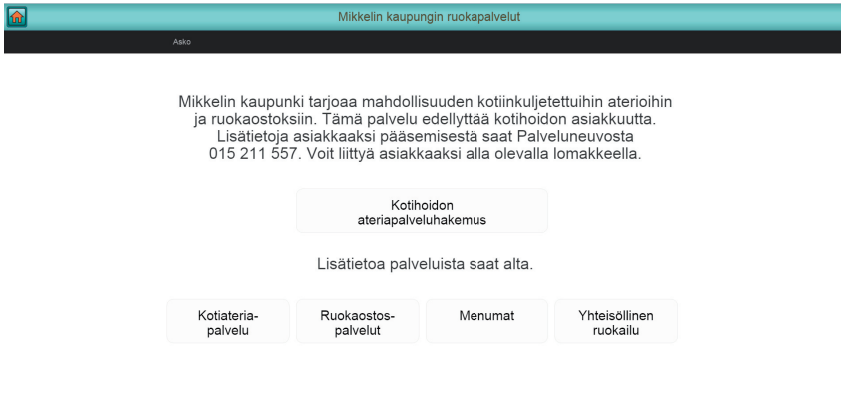 Mikkelin kaupungin ruokapalvelut
Asko
Mikkelin kaupunki tarjoaa mahdollisuuden kotiinkuljetettuihin aterioihin
ja ruokaostoksiin. Tämä palvelu edellyttää kotihoidon asiakkuutta.
Lisätietoja asiakkaaksi pääsemisestä saat Palveluneuvosta
015 211 557. Voit liittyä asiakkaaksi alla olevalla lomakkeella.
Kotihoidon
ateriapalveluhakemus
Lisätietoa palveluista saat alta.
Kotiateria-
palvelu
Ruokaostos-
palvelut
Menumat
Yhteisöllinen
ruokailu